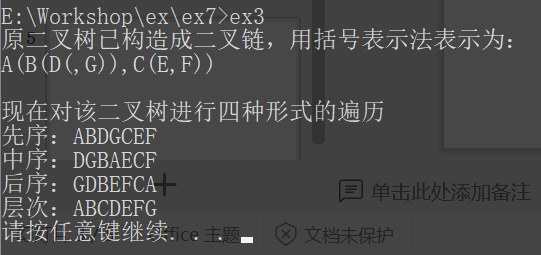 E:\Workshop\ex\ex7>ex3
原二叉树已构造成二叉链，用括号表示法表示为：
A(B(D(,G)),C(E,F))
现在对该二叉树进行四种形式的遍历
先序：ABDGCEF
中序：DGBAECF
后序：GDBEFCA
层次：ABCDEFG
请按任意键继续. . .
单击此处添加备注
ffice 主题
文档未保护